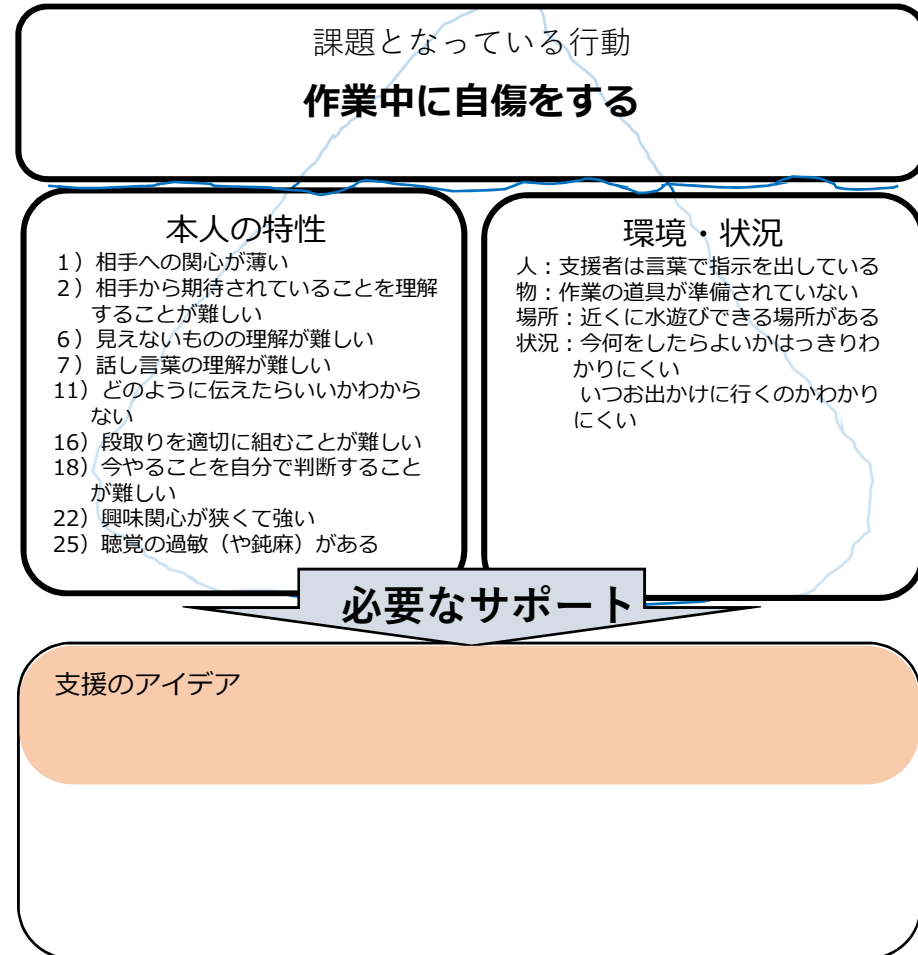 課題となっている行動
作業中に自傷をする
本人の特性
1）相手への関心が薄い
2）相手から期待されていることを理解
することが難しい
6）見えないものの理解が難しい
7）話し言葉の理解が難しい
11）どのように伝えたらいいかわから
ない
16）段取りを適切に組むことが難しい
18）今やることを自分で判断すること
が難しい
22）興味関心が狭くて強い
25）聴覚の過敏（や鈍麻）がある
環境・状況
人：支援者は言葉で指示を出している
物：作業の道具が準備されていない
場所：近くに水遊びできる場所がある
状況：今何をしたらよいかはっきりわ
かりにくい
いつお出かけに行くのかわかり
にくい
必要なサポート
支援のアイデア